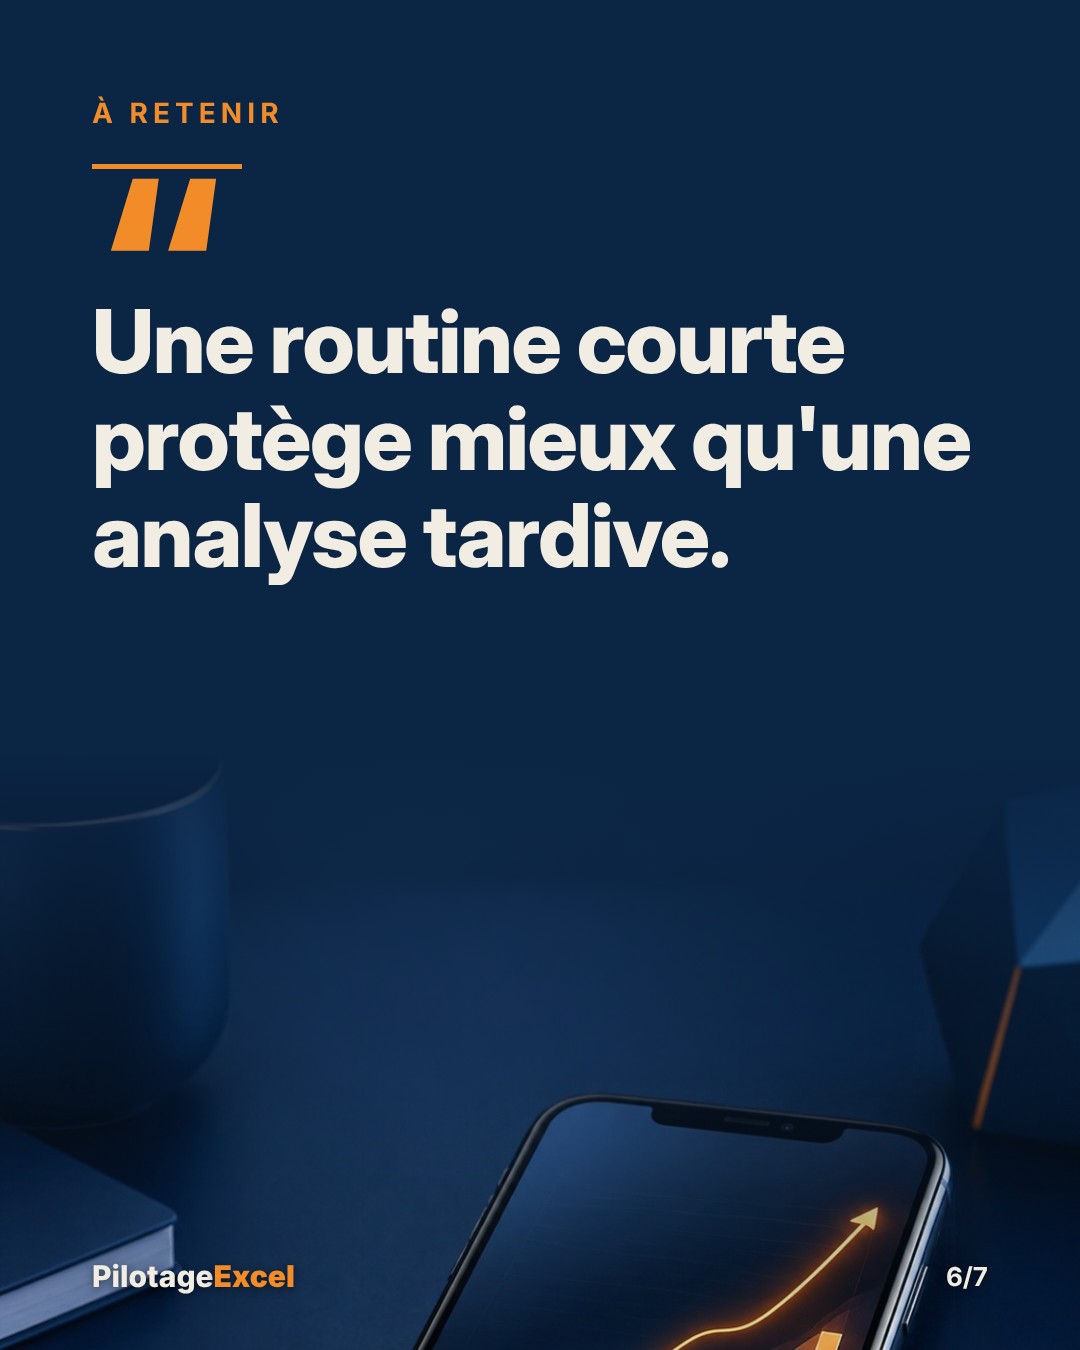 À RETENIR
"
Une routine courte
protège mieux qu'une
analyse tardive.
PilotageExcel
6/7